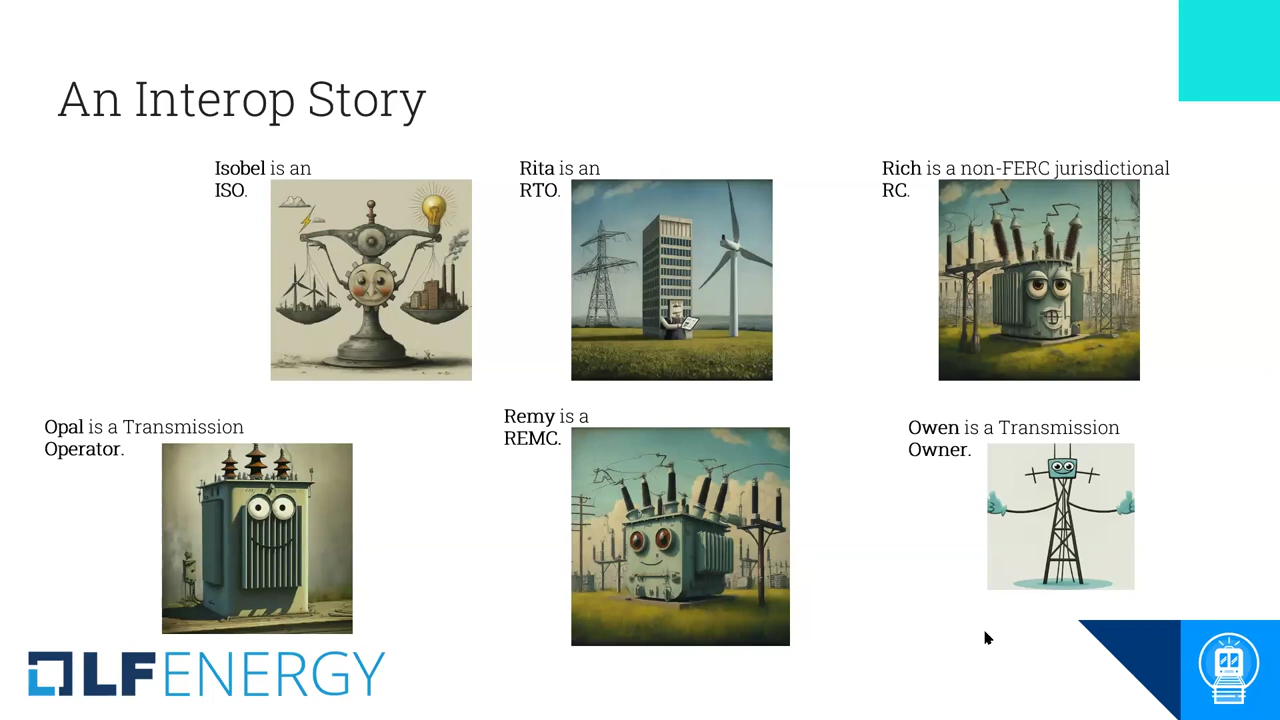 An Interop Story
Isobel is an
ISO.
Rita is an
RTO.
Rich is a non-FERC jurisdictional
RC.
Opal is a Transmission
Operator.
Remy is a
REMC.
Owen is a Transmission
Owner.
LF ENERGY